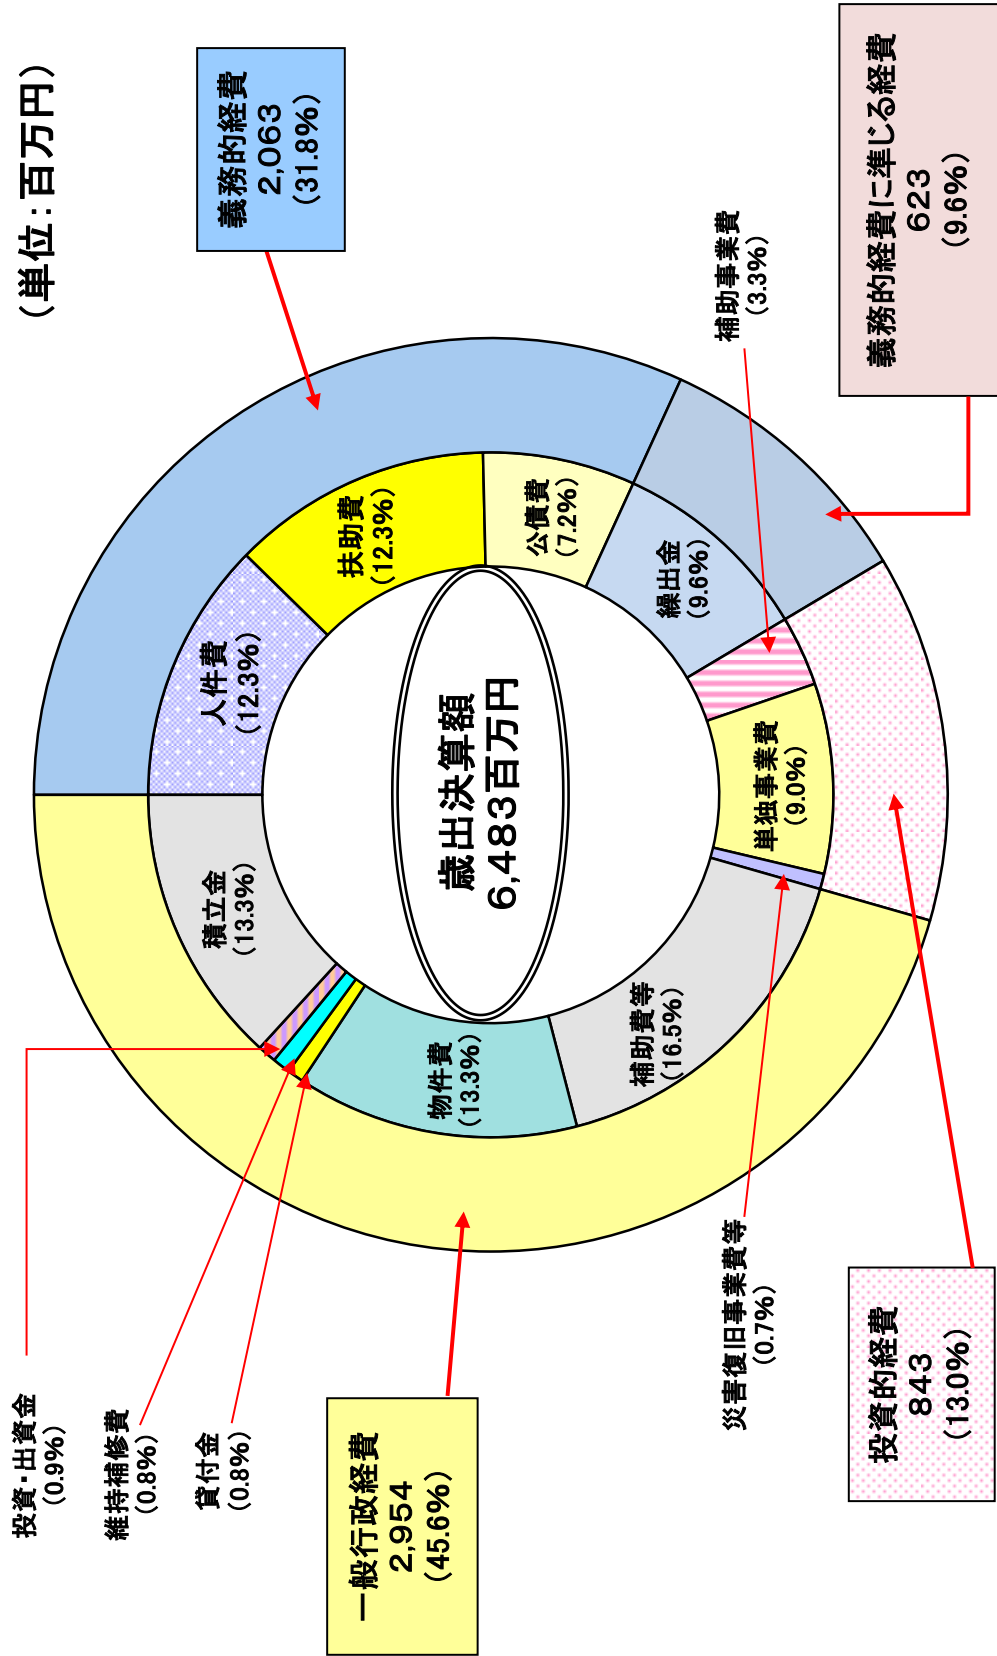 (単位：百万円)
義務的経費
2,063
(31.8%)
義務的経費に準じる経費
623
(9.6%)
投資的経費
843
(13.0%)
一般行政経費
2,954
(45.6%)
歳出決算額
6,483百万円
人件費
(12.3%)
扶助費
(12.3%)
公債費
(7.2%)
繰出金
(9.6%)
補助事業費
(3.3%)
単独事業費
(9.0%)
災害復旧事業費等
(0.7%)
補助費等
(16.5%)
物件費
(13.3%)
貸付金
(0.8%)
維持補修費
(0.8%)
投資・出資金
(0.9%)
積立金
(13.3%)